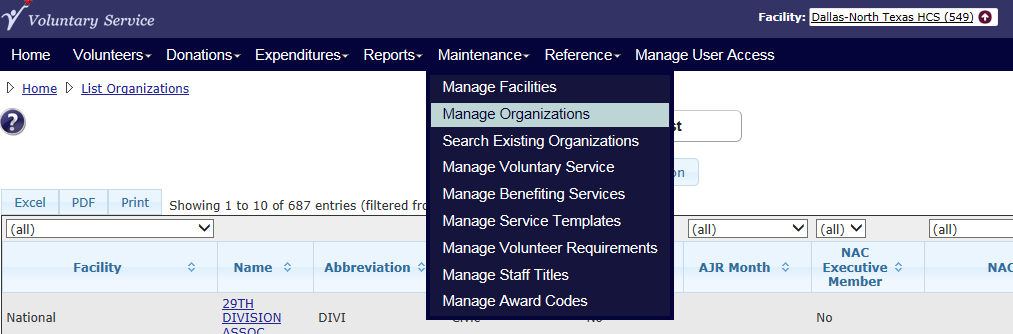 Voluntary Service
Facility: Dallas-North Texas HCS (549)
Home Volunteers Donations Expenditures Reports Maintenance Reference Manage User Access
Home List Organizations
Manage Facilities
Manage Organizations
Search Existing Organizations
Manage Voluntary Service
Manage Benefiting Services
Manage Service Templates
Manage Volunteer Requirements
Manage Staff Titles
Manage Award Codes
?
Excel PDF Print Showing 1 to 10 of 687 entries (filtered
(all) (all) (all) (all)
Facility Name Abbreviation AJR Month NAC
Executive
Member NAC
National 29TH
DIVISION
ASSOC DIVI Civic No No